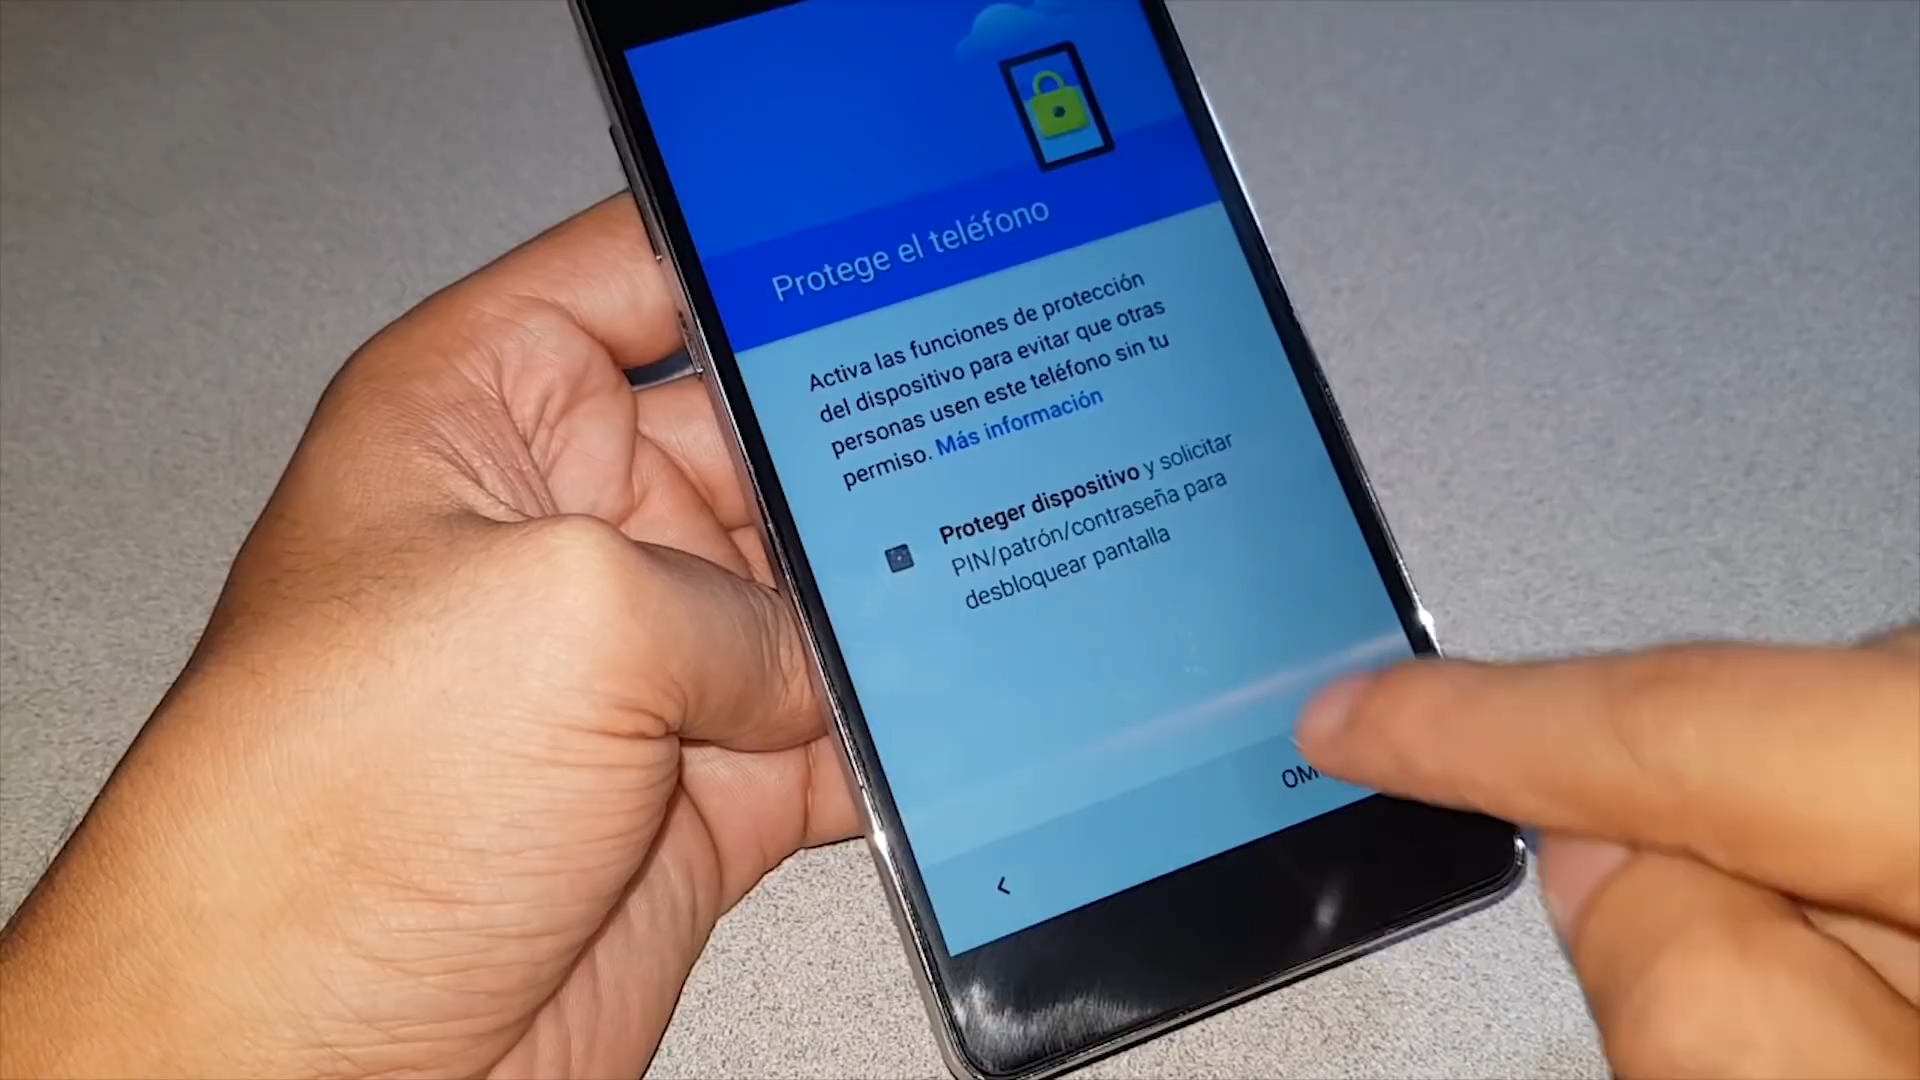 Protege el teléfono
Activa las funciones de protección
del dispositivo para evitar que otras
personas usen este teléfono sin tu
permiso. Más información
Proteger dispositivo y solicitar
PIN/patrón/contraseña para
desbloquear pantalla